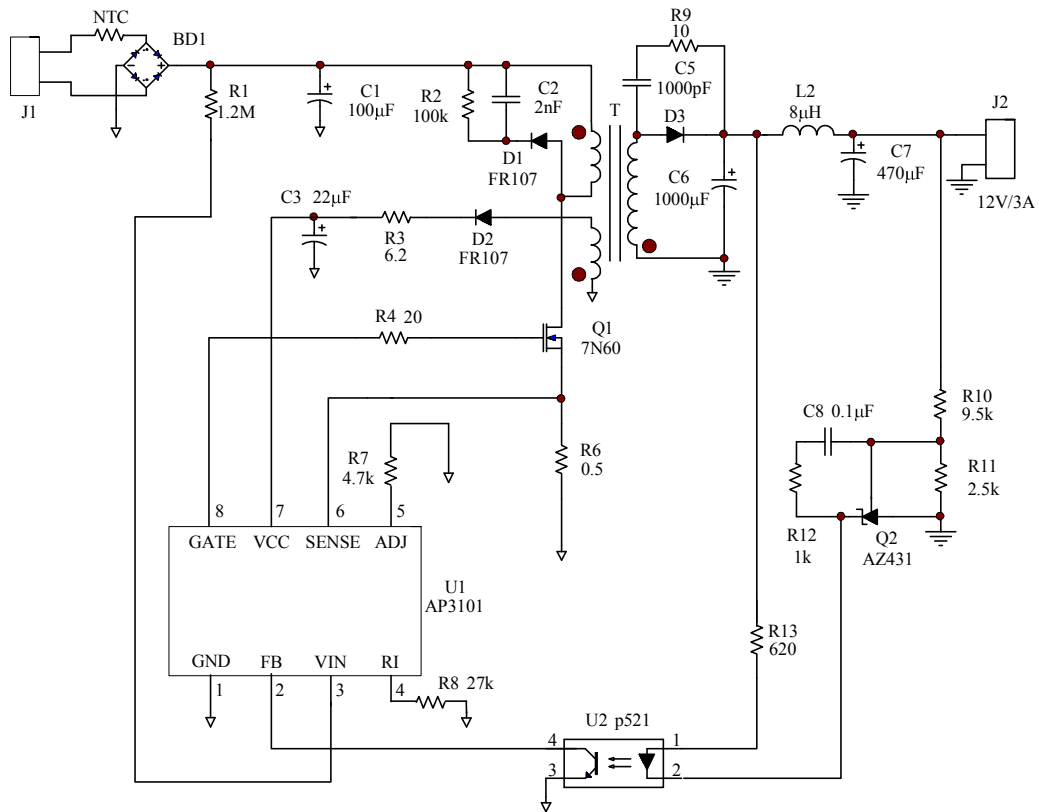 NTC
BD1
J1
R1
1.2M
C1
100μF
R2
100k
C2
2nF
D1
FR107
T
R9
10
C5
1000pF
D3
L2
8μH
J2
C6
1000μF
C7
470μF
12V/3A
C3 22μF
R3
6.2
D2
FR107
R4 20
Q1
7N60
R10
9.5k
C8 0.1μF
R7
4.7k
R6
0.5
R11
2.5k
R12
1k
Q2
AZ431
8 7 6 5
GATE VCC SENSE ADJ
U1
AP3101
GND FB VIN RI
1 2 3 4
R8 27k
R13
620
U2 p521
4 1
3 2
+
+
+
+
+
- +